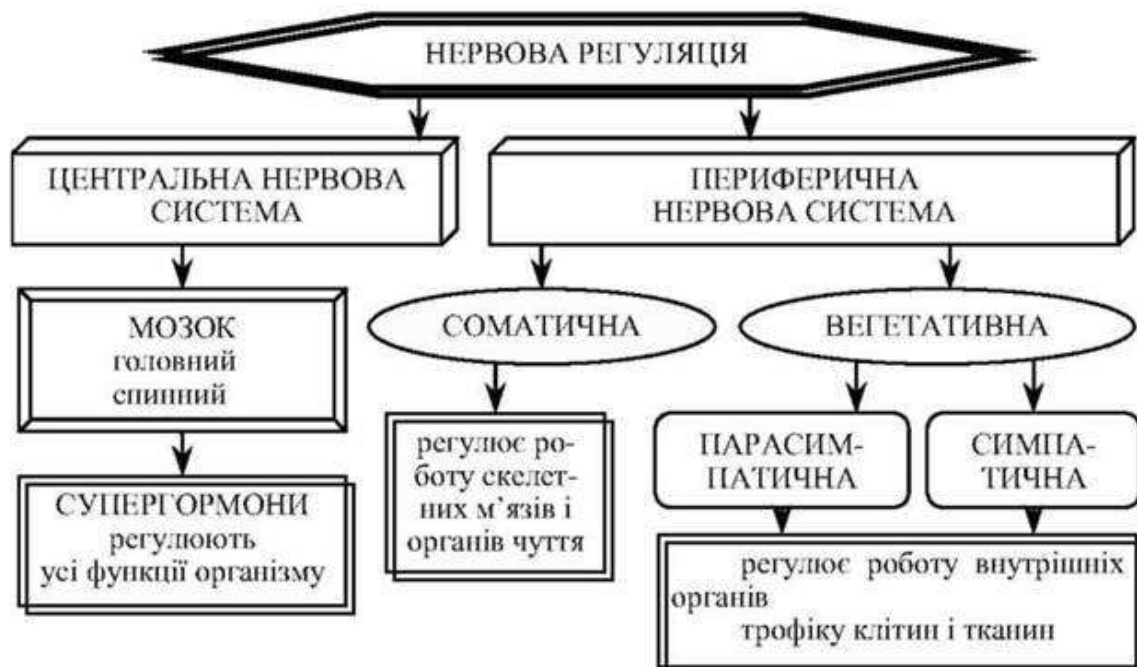 НЕРВОВА РЕГУЛЯЦІЯ
ЦЕНТРАЛЬНА НЕРВОВА
СИСТЕМА
ПЕРИФЕРИЧНА
НЕРВОВА СИСТЕМА
МОЗОК
головний
спинний
СОМАТИЧНА
ВЕГЕТАТИВНА
СУПЕРГОРМОНИ
регулюють
усі функції організму
регулює ро-
боту скелет-
них м’язів і
органів чуття
ПАРАСИМ-
ПАТИЧНА
СИМПА-
ТИЧНА
регулює роботу внутрішніх
органів
трофіку клітин і тканин